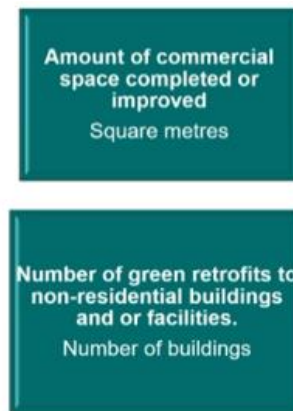 Amount of commercial
space completed or
improved
Square metres
Number of green retrofits to
non-residential buildings
and or facilities.
Number of buildings